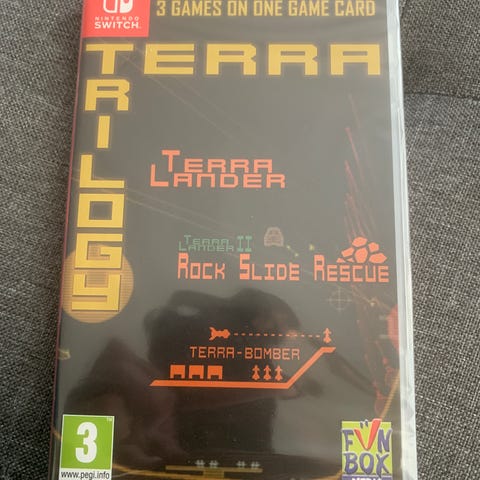 NINTENDO
SWITCH
3 GAMES ON ONE GAME CARD
TERRA
TRILOGY
TERRA
LANDER
TERRA
LANDER II
ROCK SLIDE RESCUE
TERRA-BOMBER
3
www.pegi.info
FUN
BOX
MEDIA